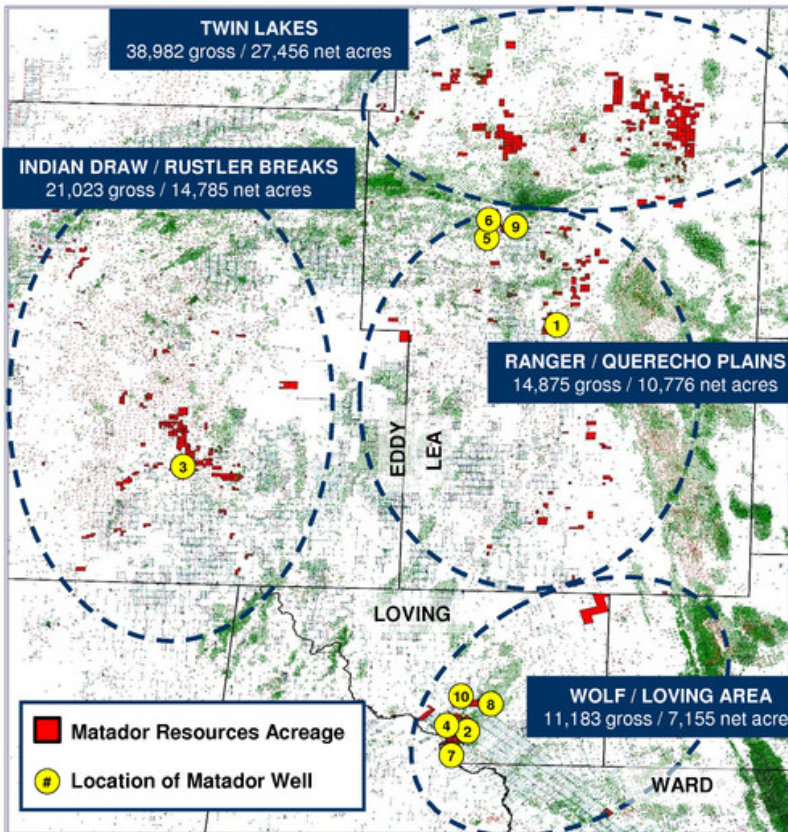 TWIN LAKES
38,982 gross / 27,456 net acres
INDIAN DRAW / RUSTLER BREAKS
21,023 gross / 14,785 net acres
6
9
5
1
RANGER / QUERECHO PLAINS
14,875 gross / 10,776 net acres
EDDY
LEA
3
LOVING
10
8
WOLF / LOVING AREA
11,183 gross / 7,155 net acre
4
2
7
WARD
Matador Resources Acreage
# Location of Matador Well